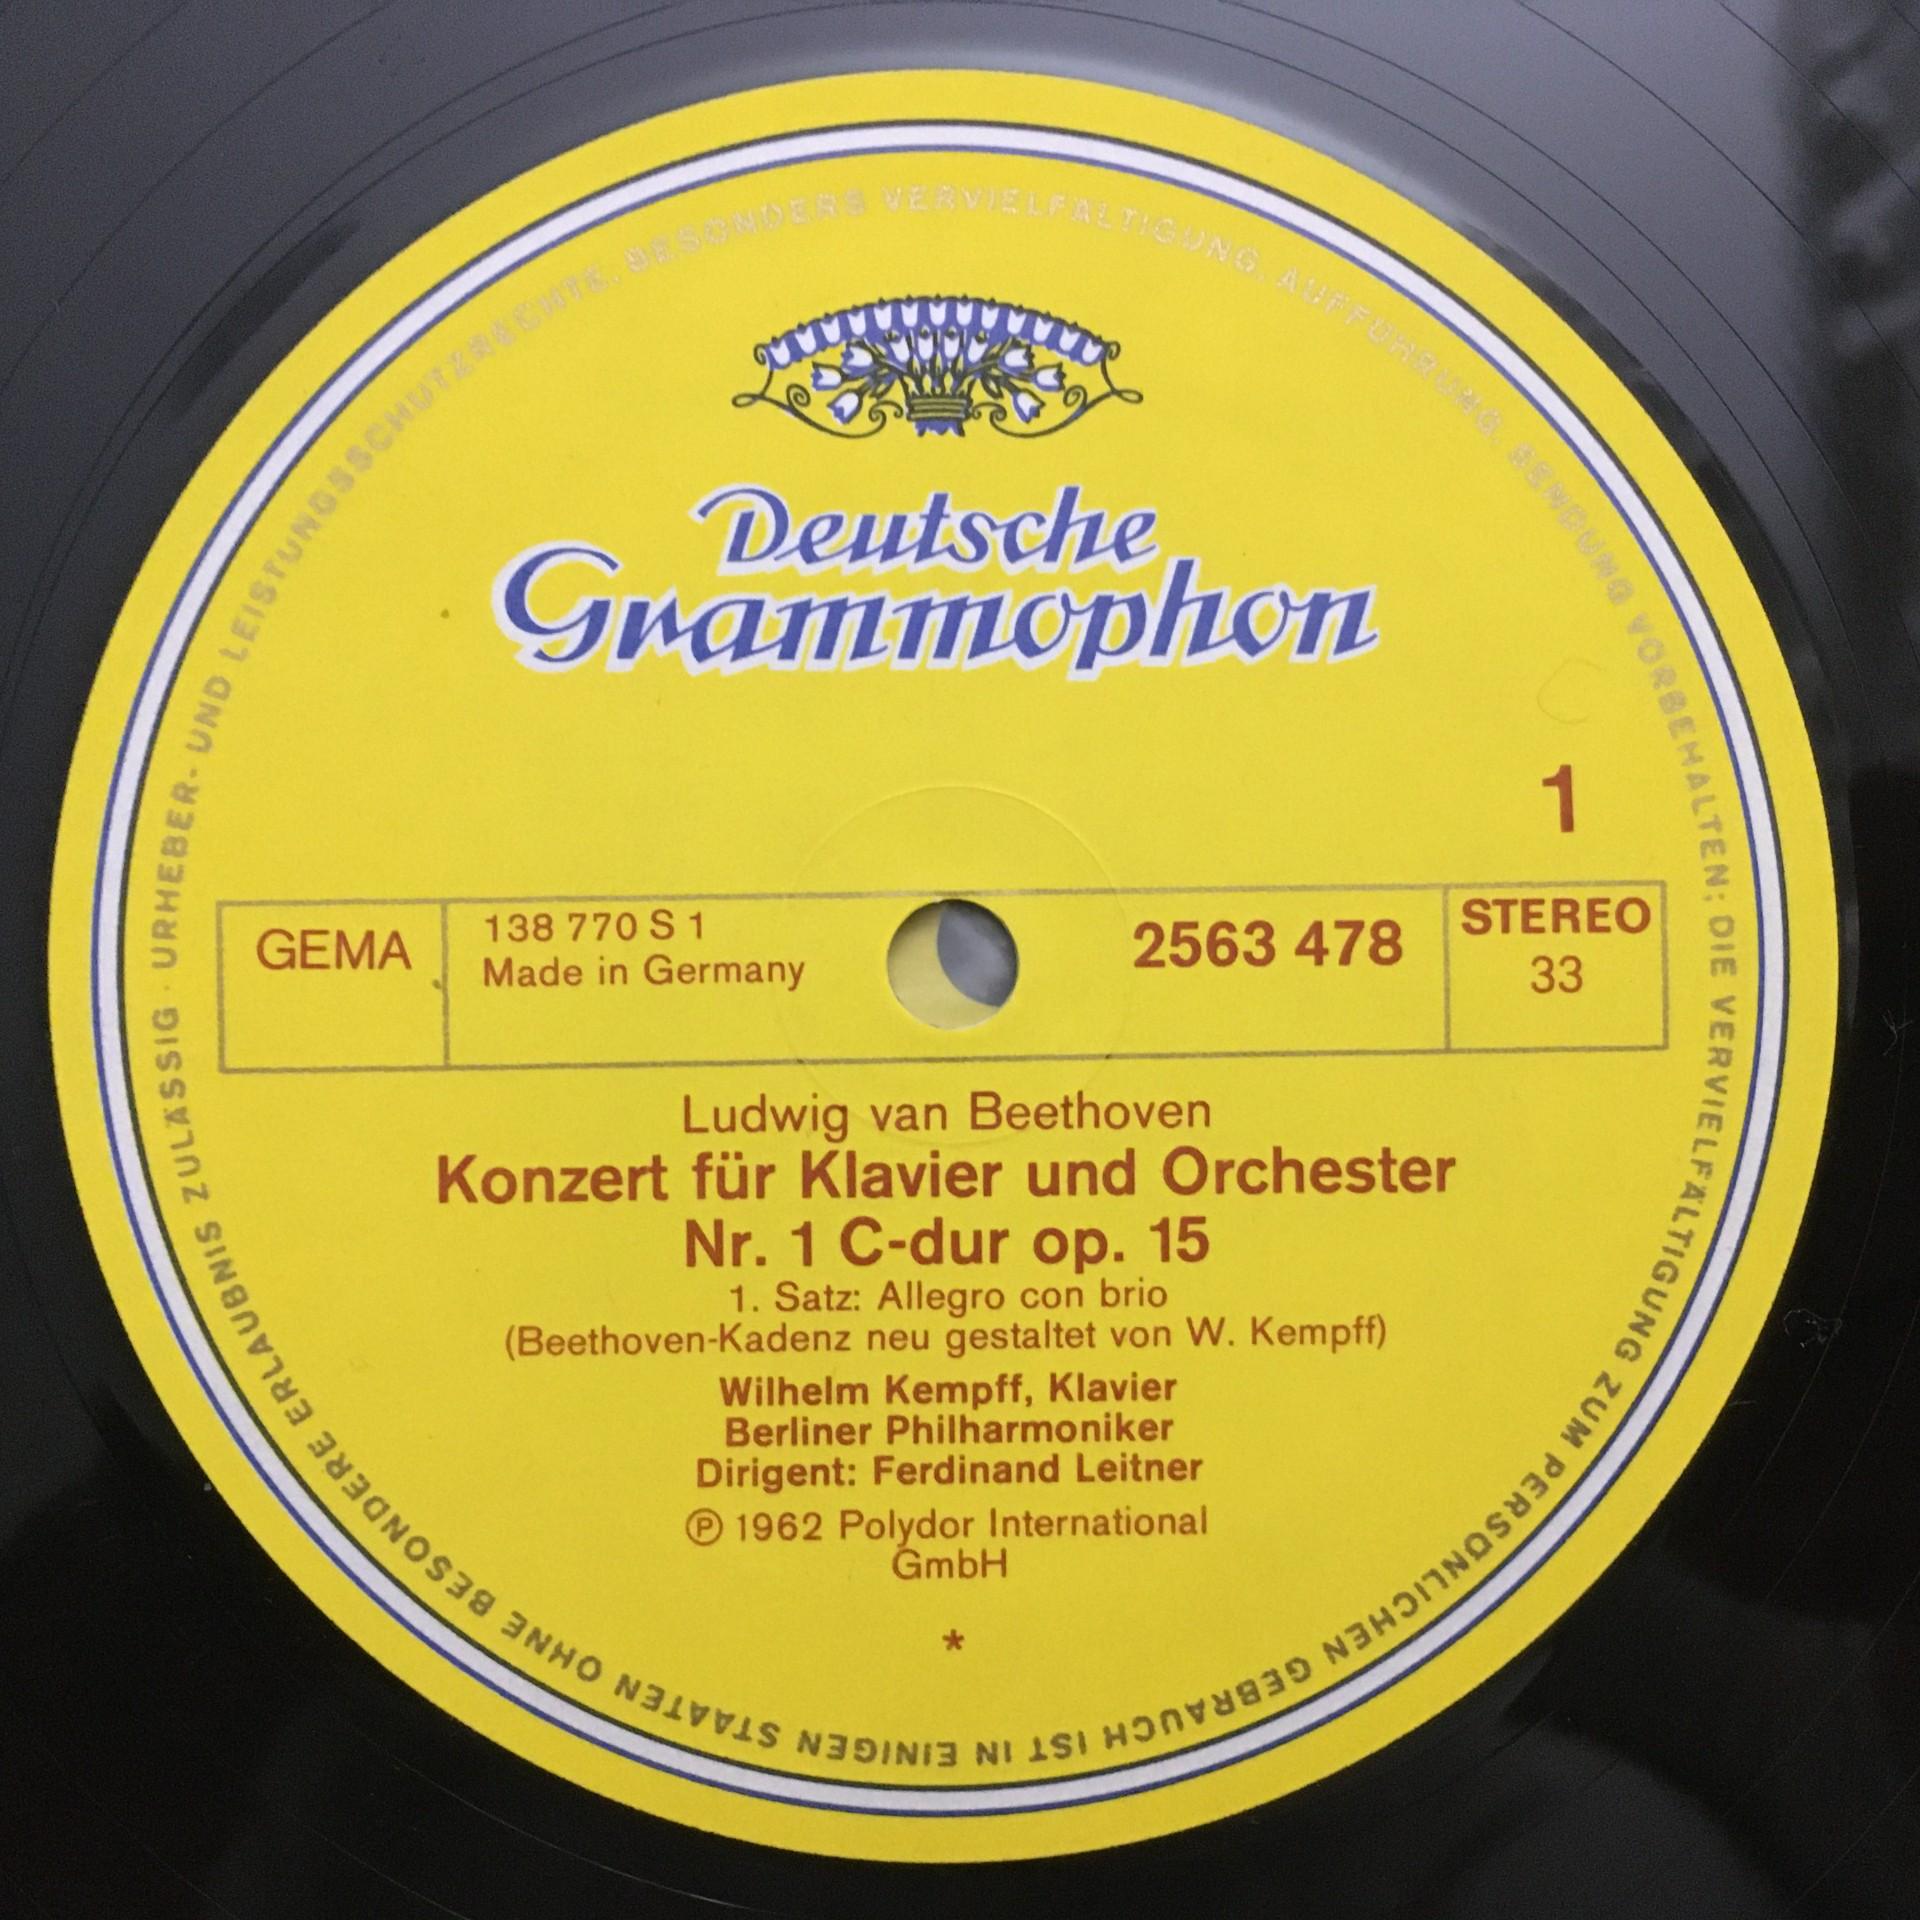 Deutsche
Grammophon
1
GEMA
138 770 S 1
Made in Germany
2563 478
STEREO
33
Ludwig van Beethoven
Konzert für Klavier und Orchester
Nr. 1 C-dur op. 15
1. Satz: Allegro con brio
(Beethoven-Kadenz neu gestaltet von W. Kempff)
Wilhelm Kempff, Klavier
Berliner Philharmoniker
Dirigent: Ferdinand Leitner
Ⓟ 1962 Polydor International
GmbH
*
URHEBER- UND LEISTUNGSSCHUTZRECHTE, BESONDERS VERVIELFÄLTIGUNG, AUFFÜHRUNG, SENDUNG VORBEHALTEN; DIE VERVIELFÄLTIGUNG ZUM PERSÖNLICHEN GEBRAUCH IST IN EINIGEN STAATEN OHNE BESONDERE ERLAUBNIS ZULÄSSIG ·